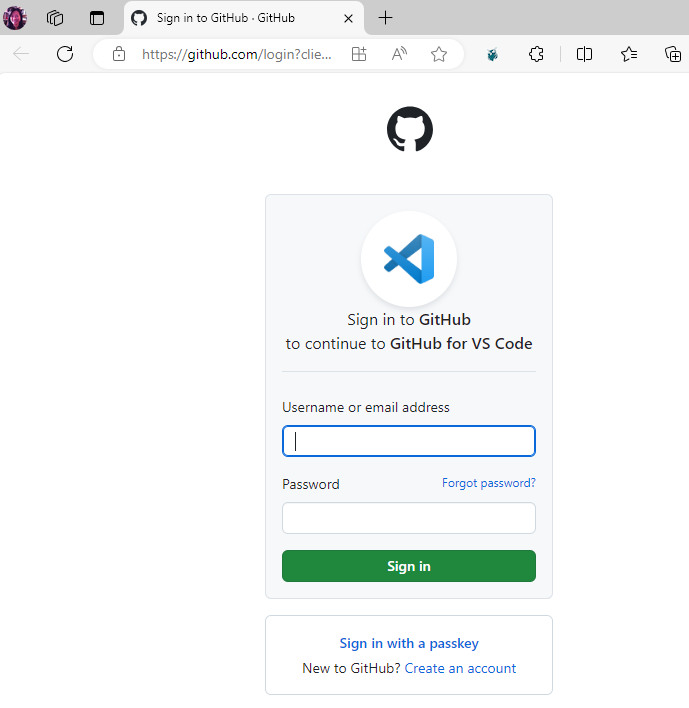 Sign in to GitHub · GitHub
https://github.com/login?clie...
Sign in to GitHub
to continue to GitHub for VS Code
Username or email address
Password
Forgot password?
Sign in
Sign in with a passkey
New to GitHub? Create an account